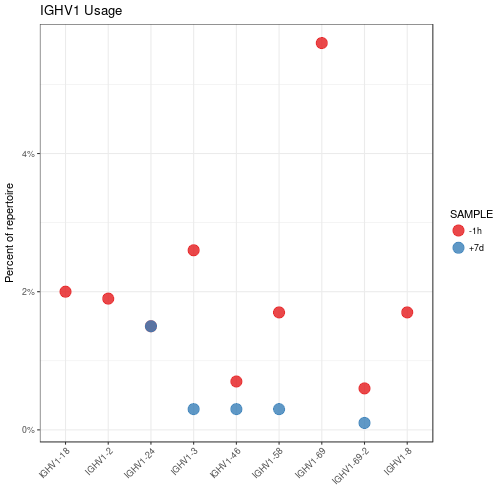 IGHV1 Usage
Percent of repertoire
4%
2%
0%
IGHV1-18
IGHV1-2
IGHV1-24
IGHV1-3
IGHV1-46
IGHV1-58
IGHV1-69
IGHV1-69-2
IGHV1-8
SAMPLE
-1h
+7d